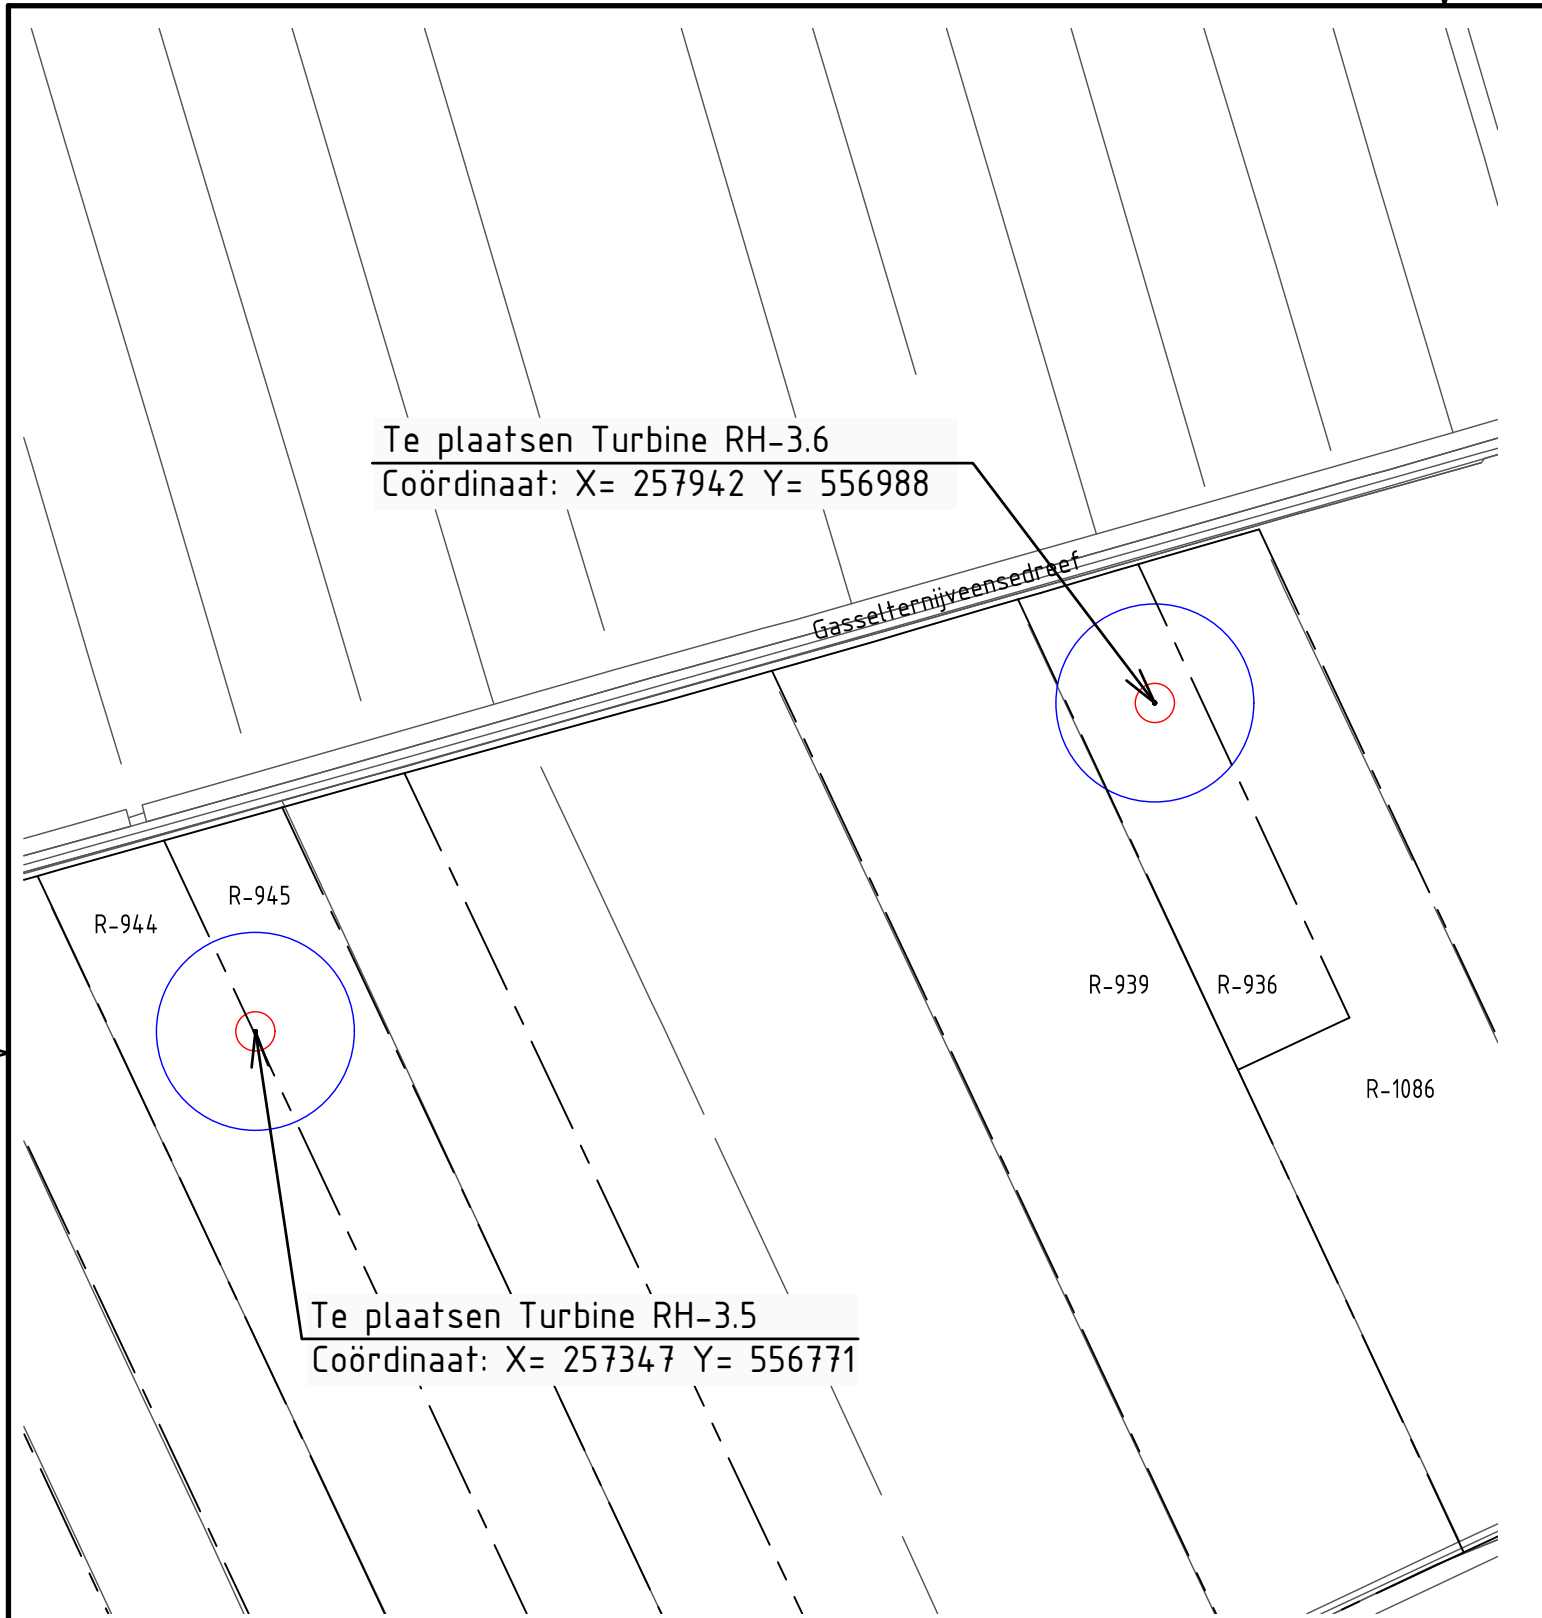 Te plaatsen Turbine RH-3.6
Coördinaat: X= 257942 Y= 556988
Gasselternijveensedreef
R-945
R-944
R-939
R-936
R-1086
Te plaatsen Turbine RH-3.5
Coördinaat: X= 257347 Y= 556771